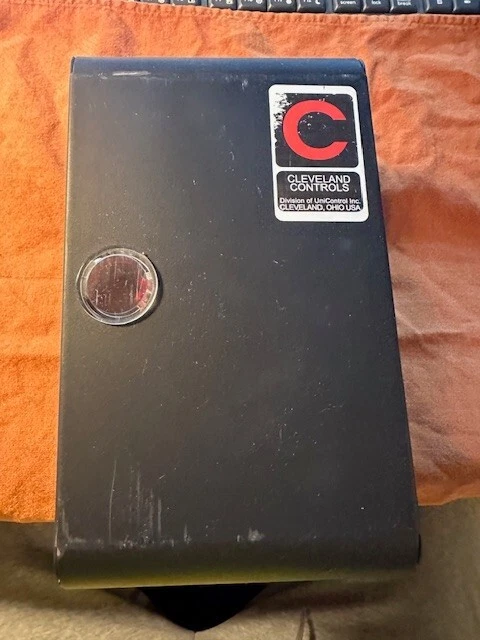 C
CLEVELAND
CONTROLS
Division of UniControl Inc.
CLEVELAND, OHIO USA